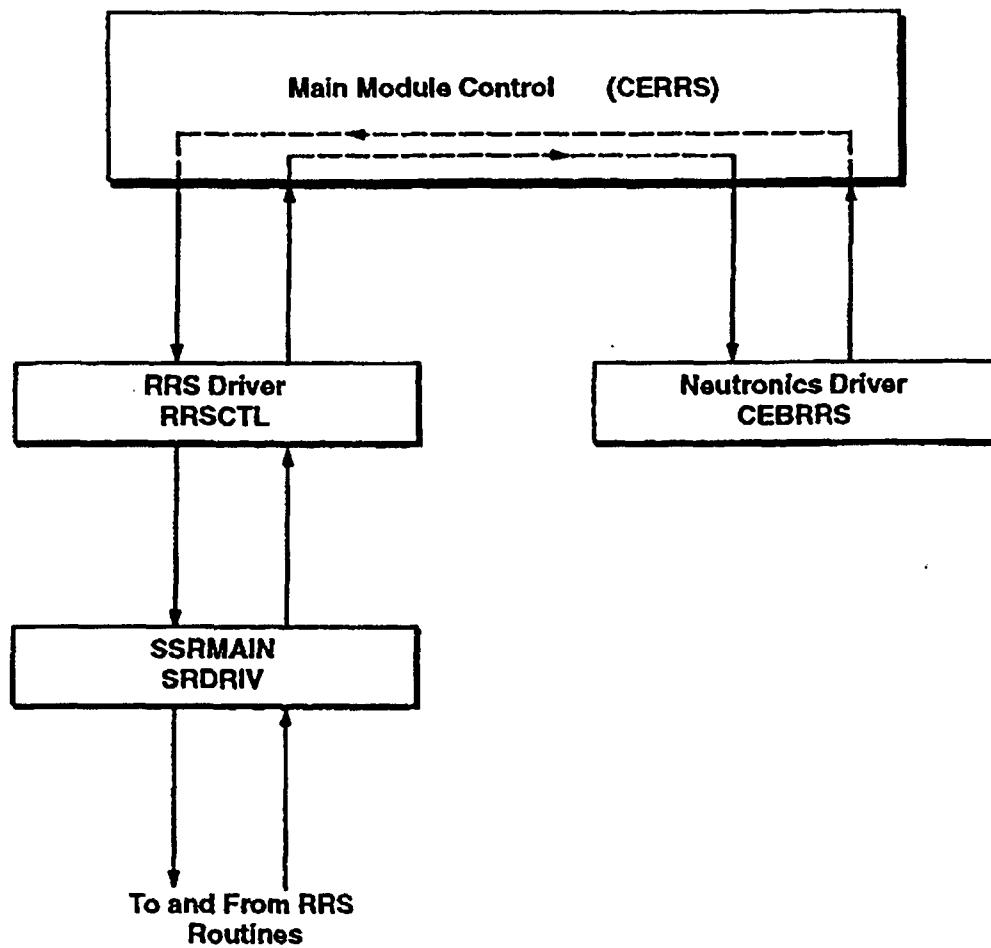 Main Module Control (CERRS)
RRS Driver
RRSCTL
Neutronics Driver
CEBRRS
SSRMAIN
SRDRIV
To and From RRS
Routines